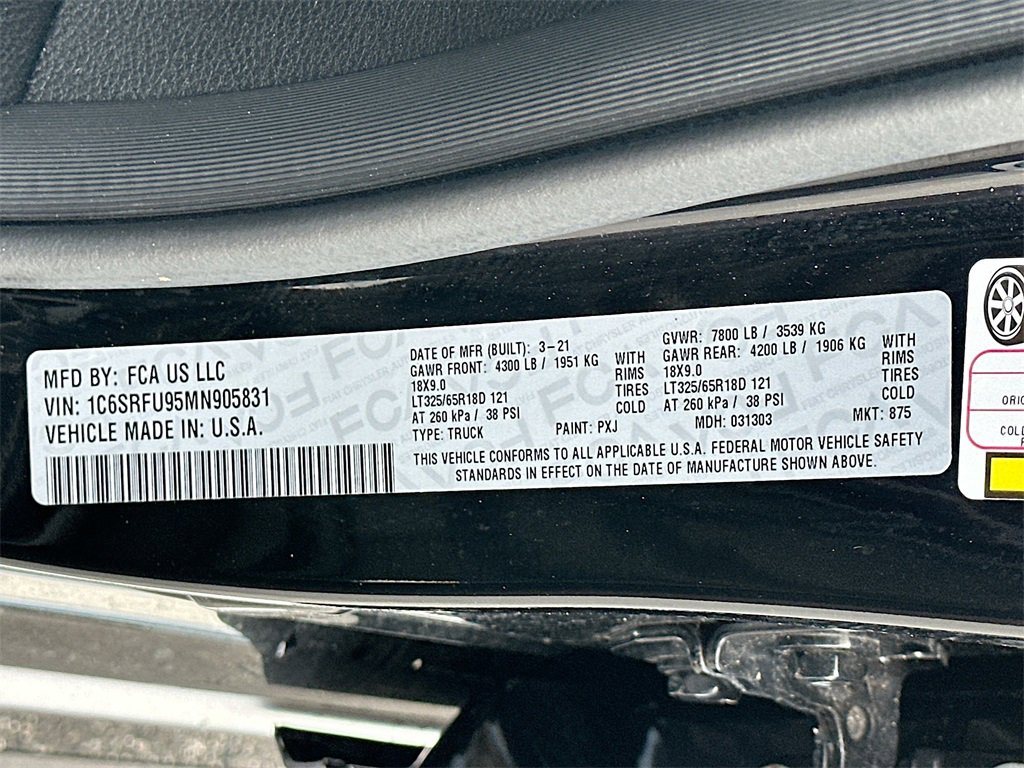 MFD BY: FCA US LLC
VIN: 1C6SRFU95MN905831
VEHICLE MADE IN: U.S.A.
DATE OF MFR (BUILT): 3-21
GAWR FRONT: 4300 LB / 1951 KG WITH
18X9.0 RIMS
LT325/65R18D 121 TIRES
AT 260 kPa / 38 PSI COLD
TYPE: TRUCK PAINT: PXJ
GVWR: 7800 LB / 3539 KG
GAWR REAR: 4200 LB / 1906 KG WITH
18X9.0 RIMS
LT325/65R18D 121 TIRES
AT 260 kPa / 38 PSI COLD
MDH: 031303 MKT: 875
THIS VEHICLE CONFORMS TO ALL APPLICABLE U.S.A. FEDERAL MOTOR VEHICLE SAFETY
STANDARDS IN EFFECT ON THE DATE OF MANUFACTURE SHOWN ABOVE.
COLD